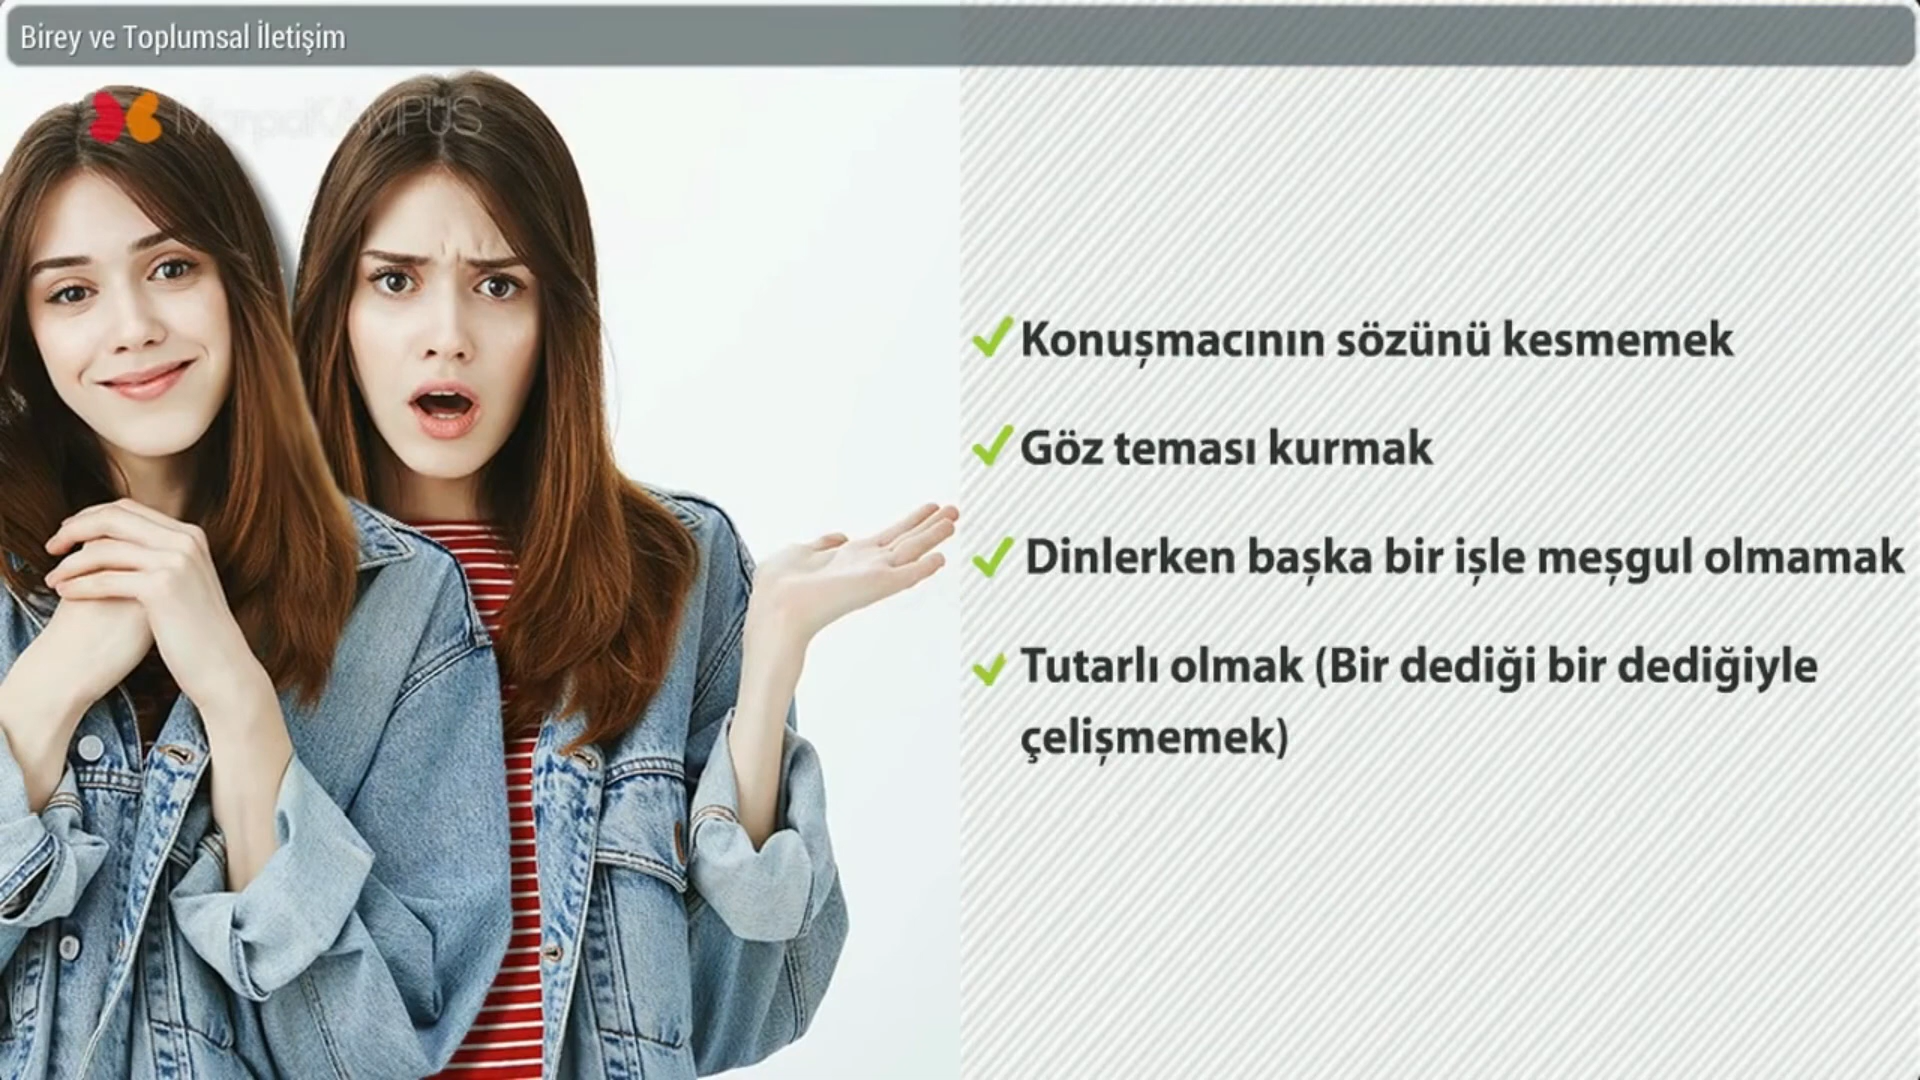 Birey ve Toplumsal İletişim
MorpaKAMPÜS
Konuşmacının sözünü kesmemek
Göz teması kurmak
Dinlerken başka bir işle meşgul olmamak
Tutarlı olmak (Bir dediği bir dediğiyle
çelişmemek)